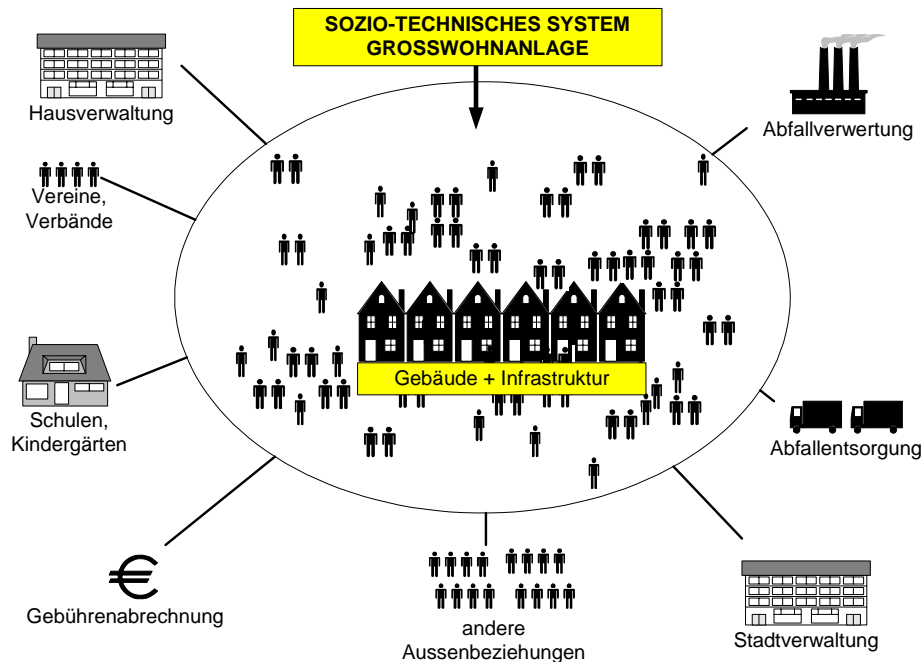 SOZIO-TECHNISCHES SYSTEM
GROSSWOHNANLAGE
Hausverwaltung
Abfallverwertung
Vereine,
Verbände
Gebäude + Infrastruktur
Schulen,
Kindergärten
Abfallentsorgung
€
Gebührenabrechnung
andere
Aussenbeziehungen
Stadtverwaltung